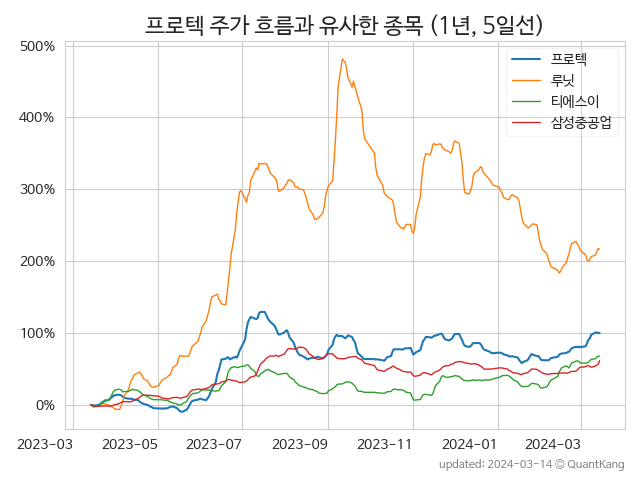 프로텍 주가 흐름과 유사한 종목 (1년, 5일선)
500%
400%
300%
200%
100%
0%
프로텍
루닛
티에스이
삼성중공업
2023-03 2023-05 2023-07 2023-09 2023-11 2024-01 2024-03
updated: 2024-03-14 © QuantKang